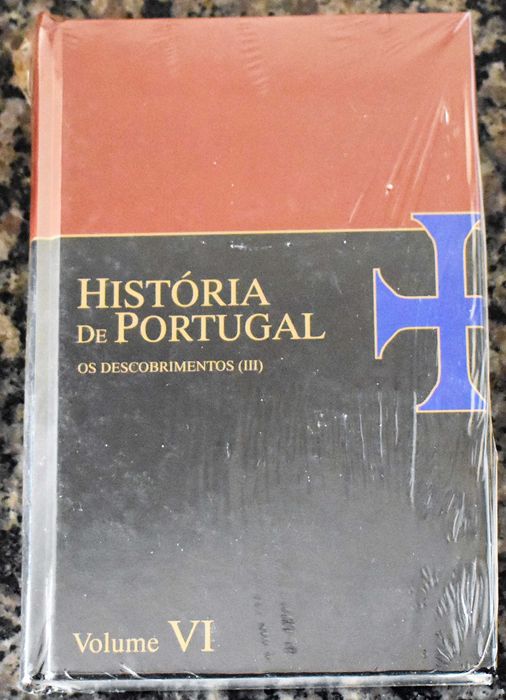 HISTÓRIA
DE PORTUGAL
OS DESCOBRIMENTOS (III)
Volume VI